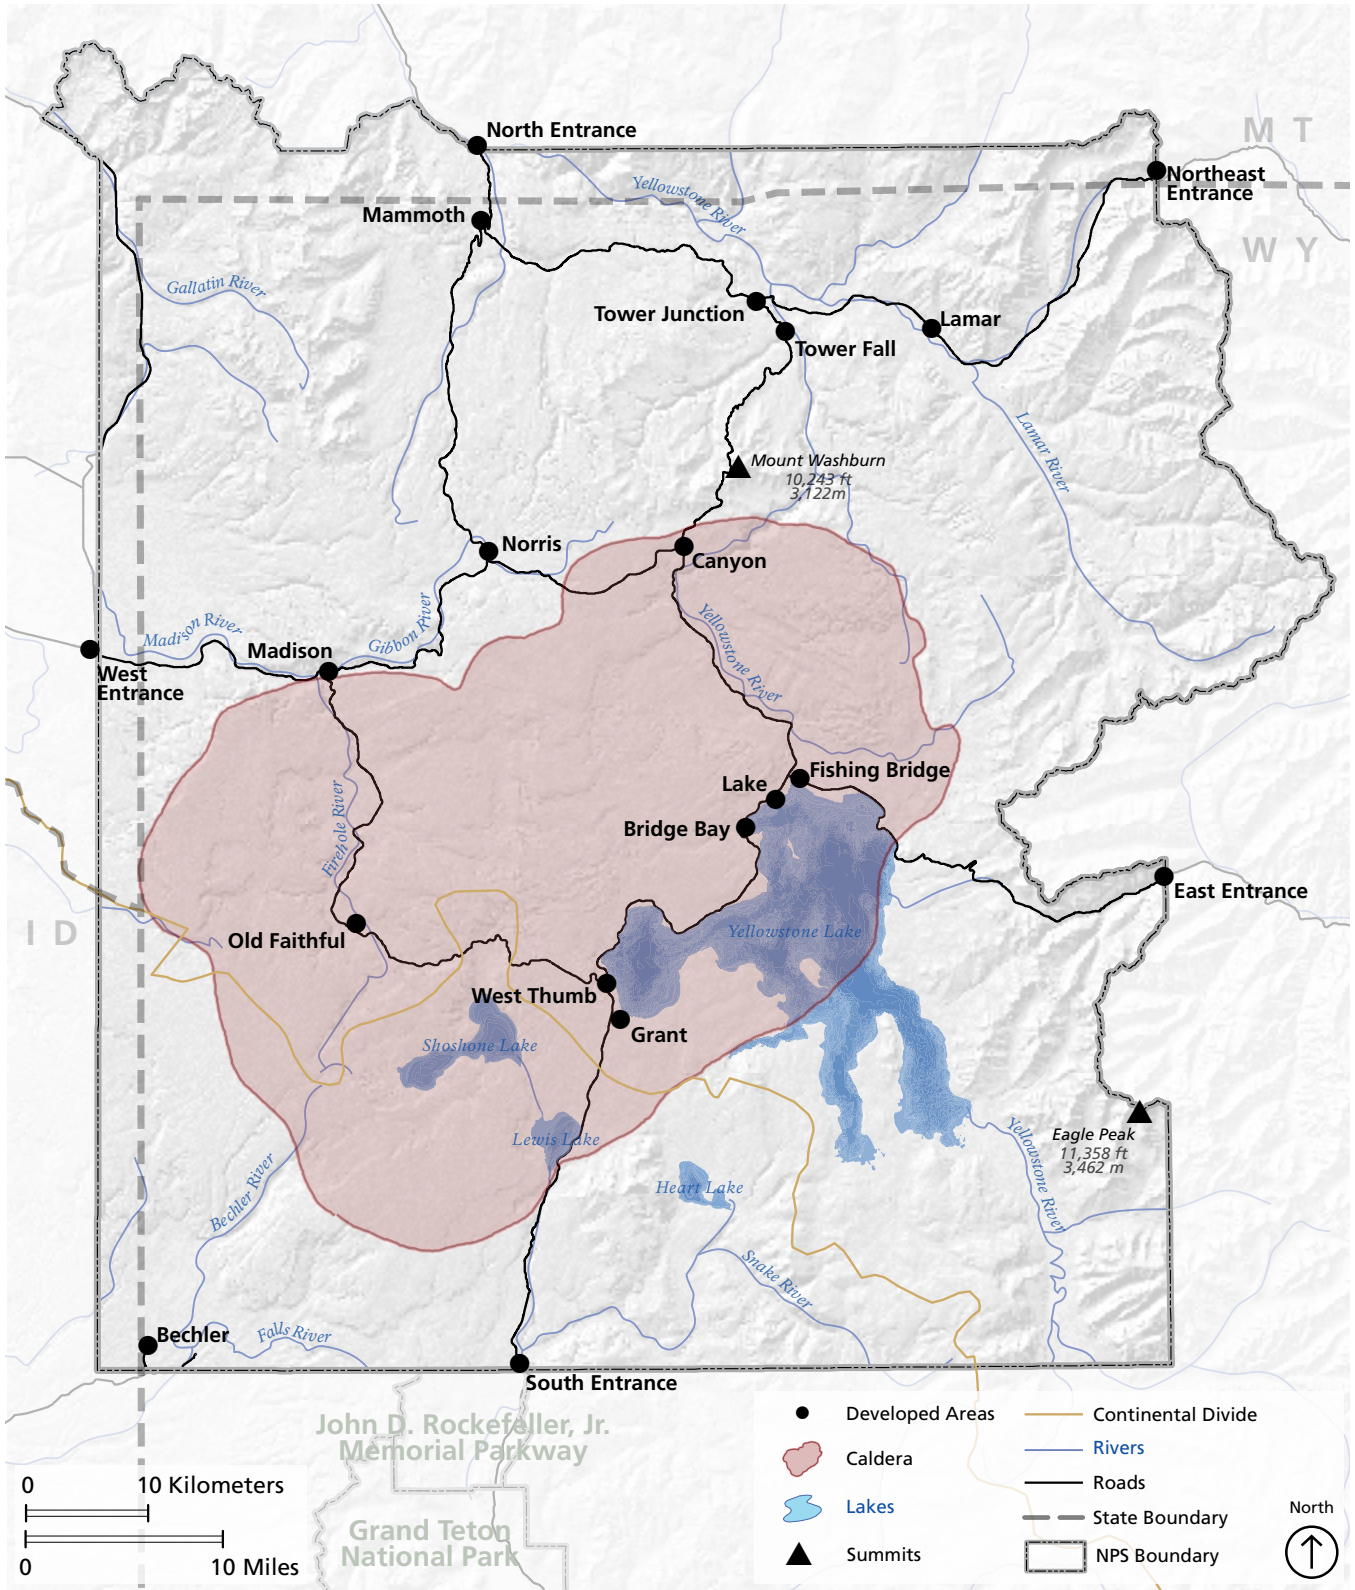 North Entrance
M T
Northeast
Entrance
Yellowstone River
Mammoth
W Y
Gallatin River
Tower Junction
Lamar
Tower Fall
Lamar River
Mount Washburn
10,243 ft
3,122m
Norris
Canyon
Gibbon River
Yellowstone River
Madison River
Madison
West
Entrance
Fishing Bridge
Lake
Firehole River
Bridge Bay
East Entrance
Yellowstone Lake
I D
Old Faithful
West Thumb
Grant
Shoshone Lake
Lewis Lake
Yellowstone River
Eagle Peak
11,358 ft
3,462 m
Bechler River
Heart Lake
Snake River
Bechler
Falls River
South Entrance
John D. Rockefeller, Jr.
Memorial Parkway
Grand Teton
National Park
0 10 Kilometers
0 10 Miles
Developed Areas
Caldera
Lakes
Summits
Continental Divide
Rivers
Roads
State Boundary
NPS Boundary
North